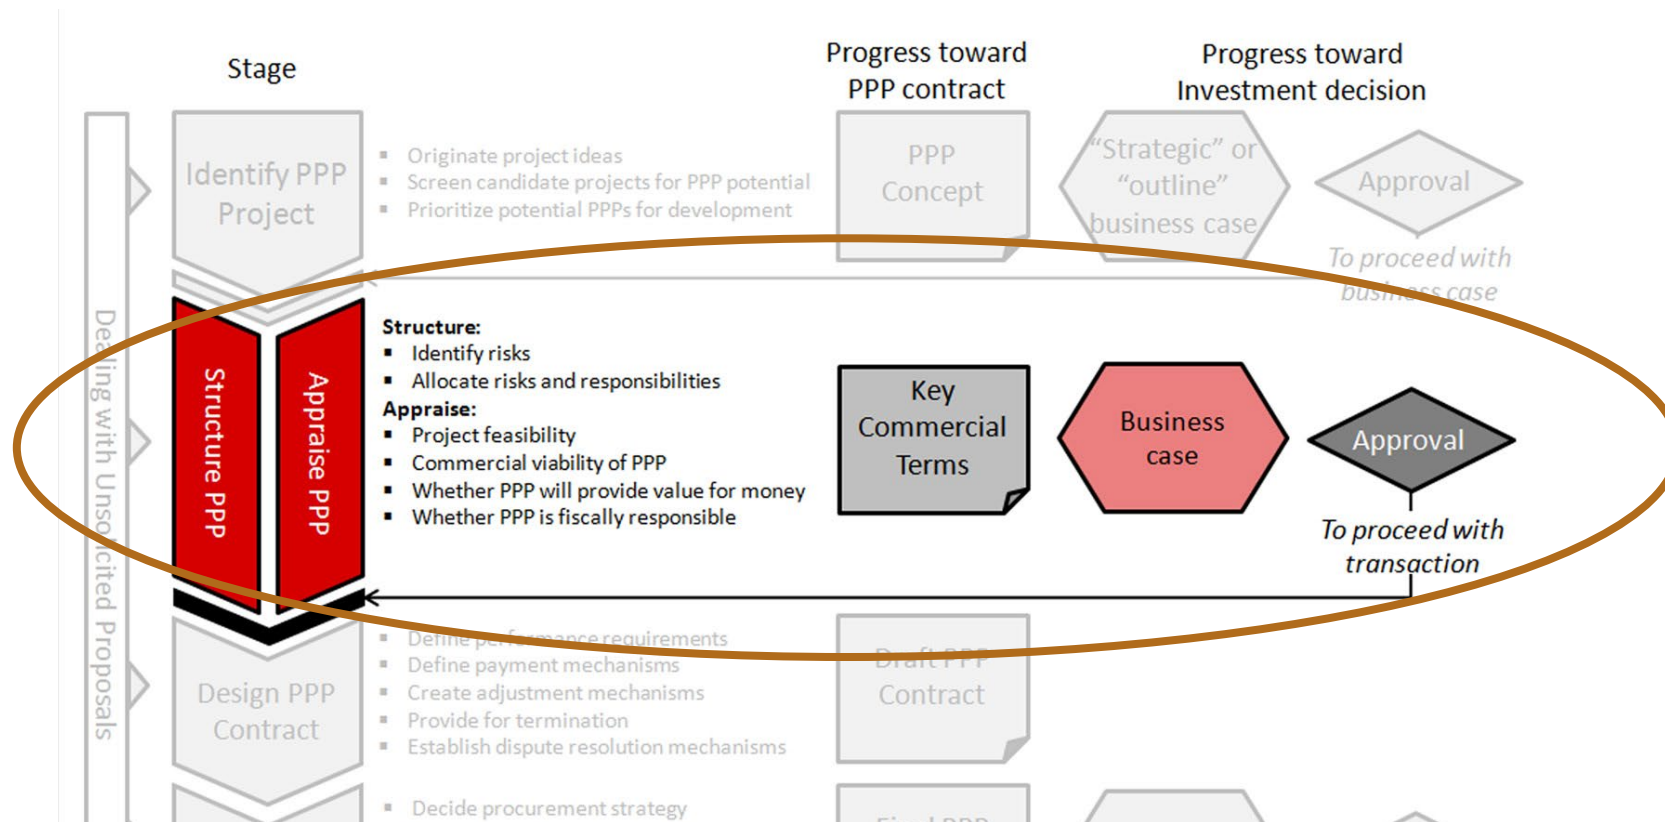 Stage
Progress toward
PPP contract
Progress toward
Investment decision
Dealing with Unsolicited Proposals
Identify PPP
Project
▪ Originate project ideas
▪ Screen candidate projects for PPP potential
▪ Prioritize potential PPPs for development
PPP
Concept
“Strategic” or
“outline”
business case
Approval
To proceed with
business case
Structure PPP
Appraise PPP
Structure:
▪ Identify risks
▪ Allocate risks and responsibilities
Appraise:
▪ Project feasibility
▪ Commercial viability of PPP
▪ Whether PPP will provide value for money
▪ Whether PPP is fiscally responsible
Key
Commercial
Terms
Business
case
Approval
To proceed with
transaction
Design PPP
Contract
▪ Define performance requirements
▪ Define payment mechanisms
▪ Create adjustment mechanisms
▪ Provide for termination
▪ Establish dispute resolution mechanisms
Draft PPP
Contract
▪ Decide procurement strategy
Final PPP